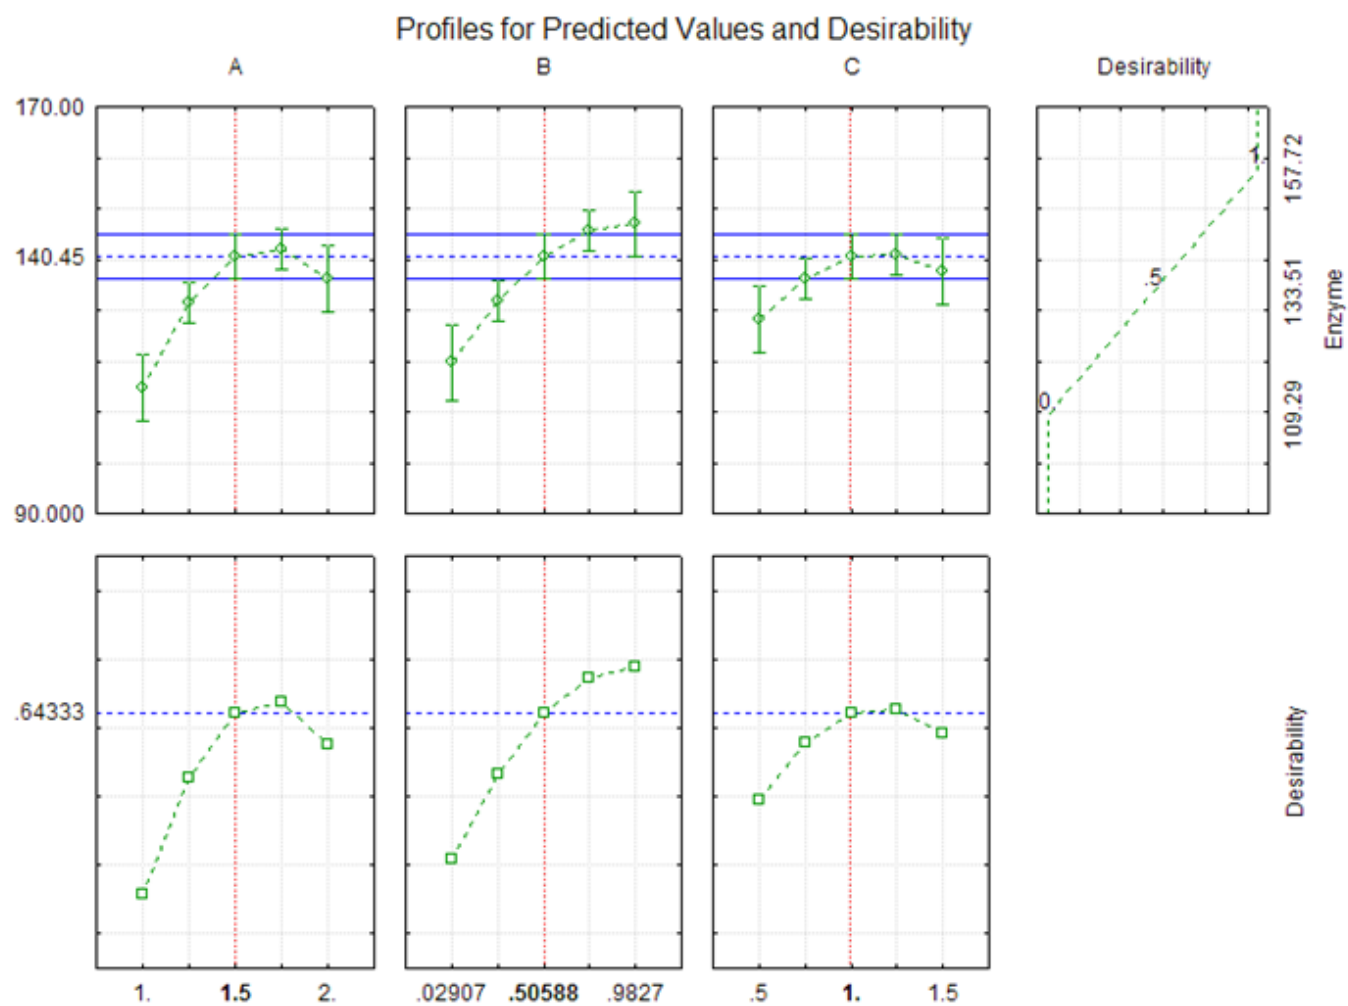 Profiles for Predicted Values and Desirability
A B C Desirability
170.00
140.45
90.000
1.
.5
0.
157.72
133.51
109.29
Enzyme
.64333
Desirability
1. 1.5 2. .02907 .50588 .9827 .5 1. 1.5